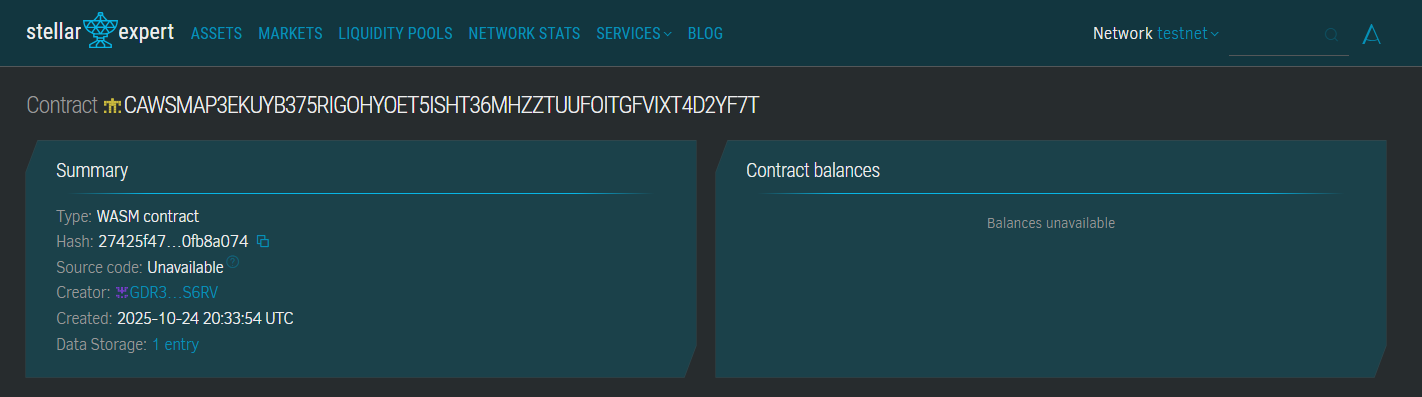 stellar expert ASSETS MARKETS LIQUIDITY POOLS NETWORK STATS SERVICES BLOG Network testnet
Contract CAWSMAP3EKUYB375RIGOHYOET5ISHT36MHZZTUUFOITGFVIXT4D2YF7T
Summary
Type: WASM contract
Hash: 27425f47...0fb8a074
Source code: Unavailable
Creator: GDR3...S6RV
Created: 2025-10-24 20:33:54 UTC
Data Storage: 1 entry
Contract balances
Balances unavailable